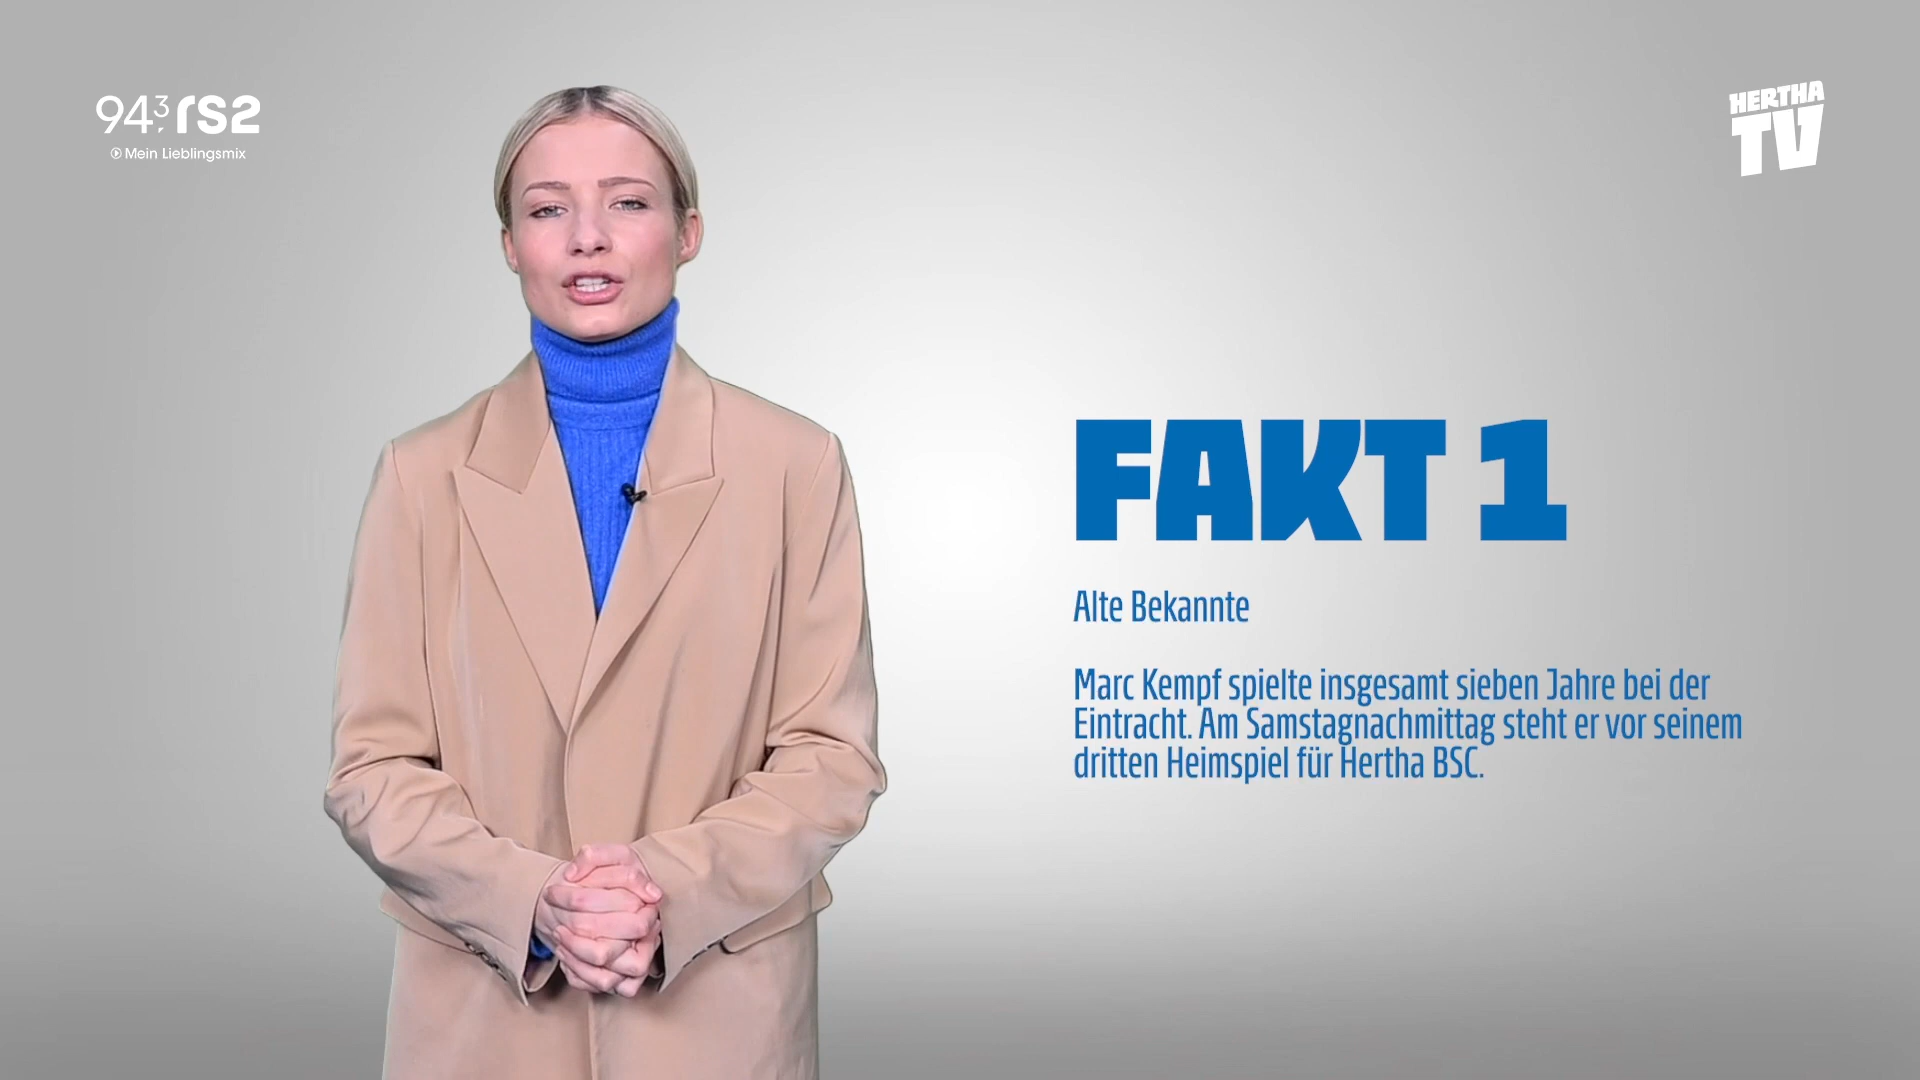 94,3 rs2
Mein Lieblingsmix
HERTHA
TV
FAKT 1
Alte Bekannte
Marc Kempf spielte insgesamt sieben Jahre bei der
Eintracht. Am Samstagnachmittag steht er vor seinem
dritten Heimspiel für Hertha BSC.